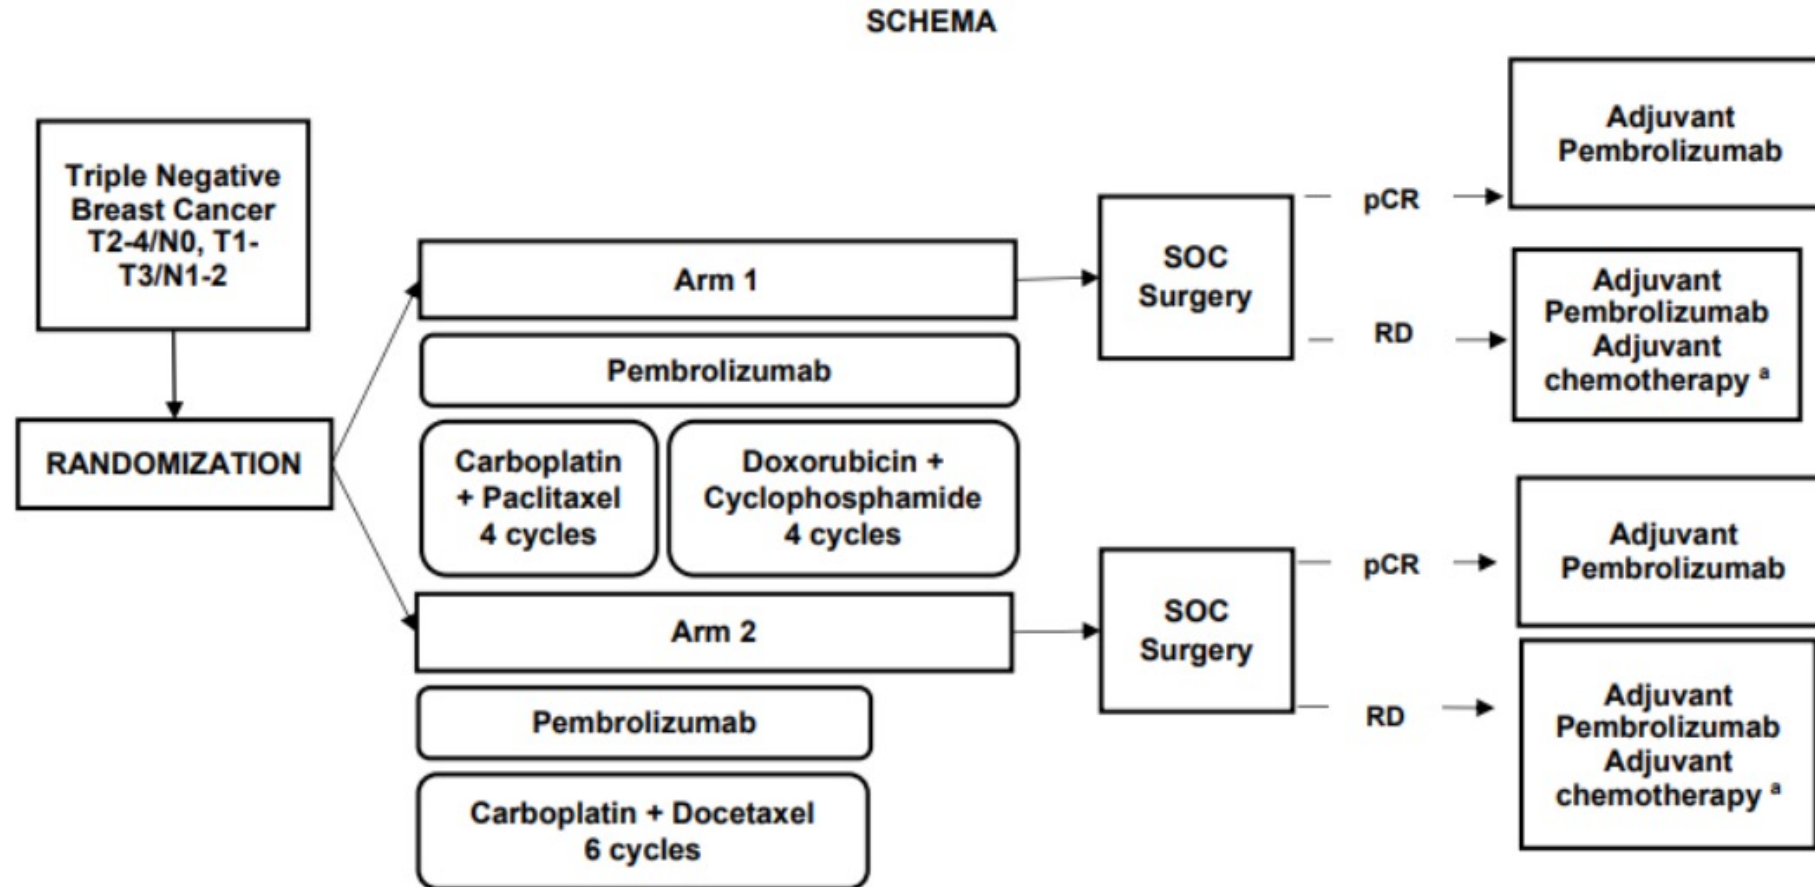 SCHEMA
Triple Negative
Breast Cancer
T2-4/N0, T1-
T3/N1-2
RANDOMIZATION
Arm 1
Pembrolizumab
Carboplatin
+ Paclitaxel
4 cycles
Doxorubicin +
Cyclophosphamide
4 cycles
SOC
Surgery
pCR
Adjuvant
Pembrolizumab
RD
Adjuvant
Pembrolizumab
Adjuvant
chemotherapy ᵃ
Arm 2
Pembrolizumab
Carboplatin + Docetaxel
6 cycles
SOC
Surgery
pCR
Adjuvant
Pembrolizumab
RD
Adjuvant
Pembrolizumab
Adjuvant
chemotherapy ᵃ